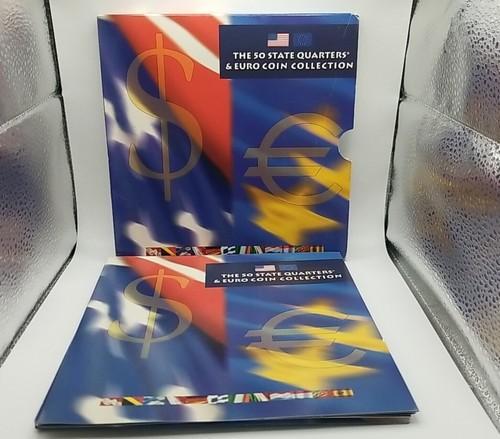 THE 50 STATE QUARTERS®
& EURO COIN COLLECTION
$
€
THE 50 STATE QUARTERS®
& EURO COIN COLLECTION
$
€